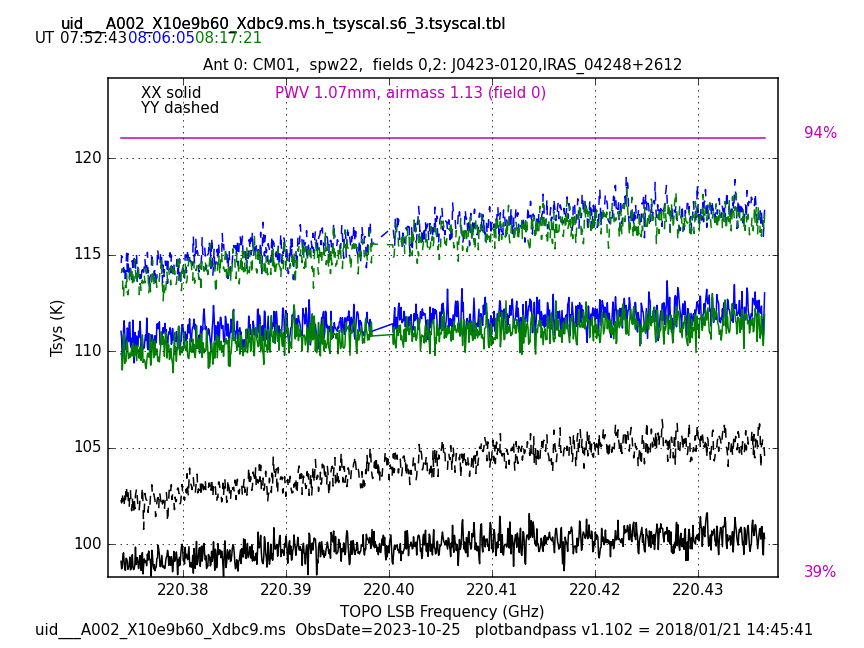 uid___A002_X10e9b60_Xdbc9.ms.h_tsyscal.s6_3.tsyscal.tbl
UT 07:52:43 08:06:05 08:17:21
Ant 0: CM01,  spw22,  fields 0,2: J0423-0120,IRAS_04248+2612
XX solid
PWV 1.07mm, airmass 1.13 (field 0)
YY dashed
94%
120
115
110
105
100
Tsys (K)
39%
220.38 220.39 220.40 220.41 220.42 220.43
TOPO LSB Frequency (GHz)
uid___A002_X10e9b60_Xdbc9.ms  ObsDate=2023-10-25   plotbandpass v1.102 = 2018/01/21 14:45:41